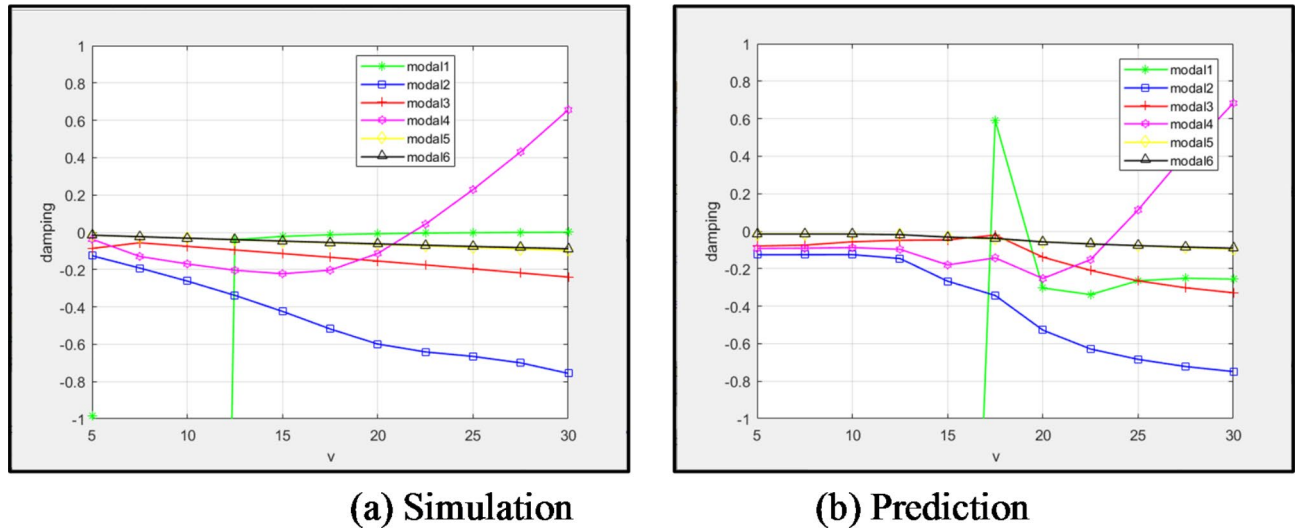 1
0.8
0.6
0.4
0.2
0
-0.2
-0.4
-0.6
-0.8
-1
damping
5 10 15 20 25 30
v
modal1
modal2
modal3
modal4
modal5
modal6
(a) Simulation
1
0.8
0.6
0.4
0.2
0
-0.2
-0.4
-0.6
-0.8
-1
damping
5 10 15 20 25 30
v
modal1
modal2
modal3
modal4
modal5
modal6
(b) Prediction